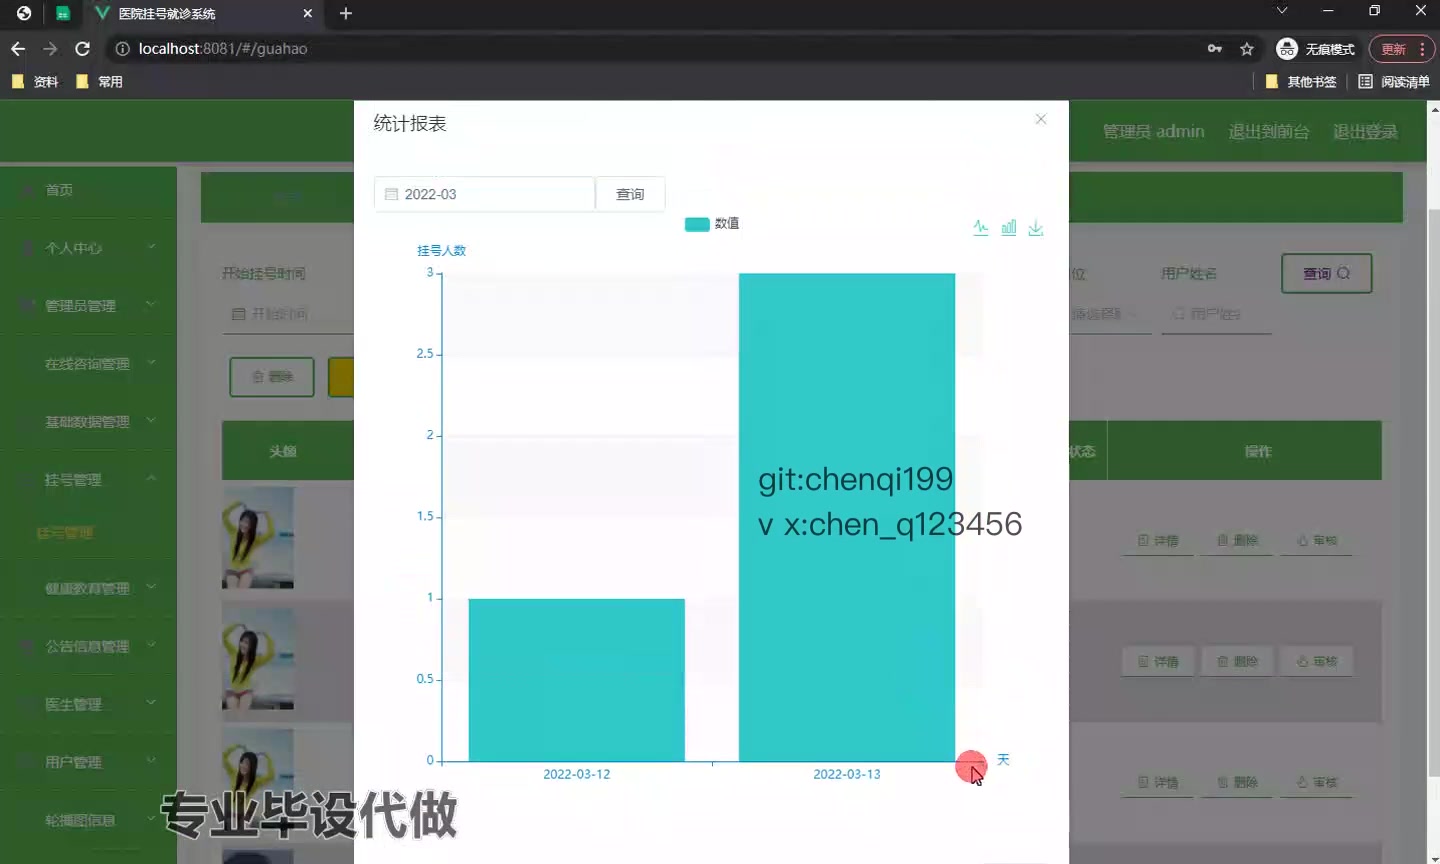 医院挂号就诊系统
localhost:8081/#/guahao
无痕模式
更新
资料
常用
其他书签
阅读清单
统计报表
管理员 admin
退出到前台
退出登录
2022-03
查询
数值
挂号人数
3
2.5
2
1.5
1
0.5
0
2022-03-12
2022-03-13
天
git:chenqi199
v x:chen_q123456
首页
个人中心
管理员管理
在线咨询管理
基础数据管理
挂号管理
挂号管理
健康教育管理
公告信息管理
医生管理
用户管理
轮播图信息
开始挂号时间
开始时间
位
用户姓名
查询
用户姓名
删除
头像
状态
操作
详情 删除 审核
详情 删除 审核
详情 删除 审核
专业毕设代做